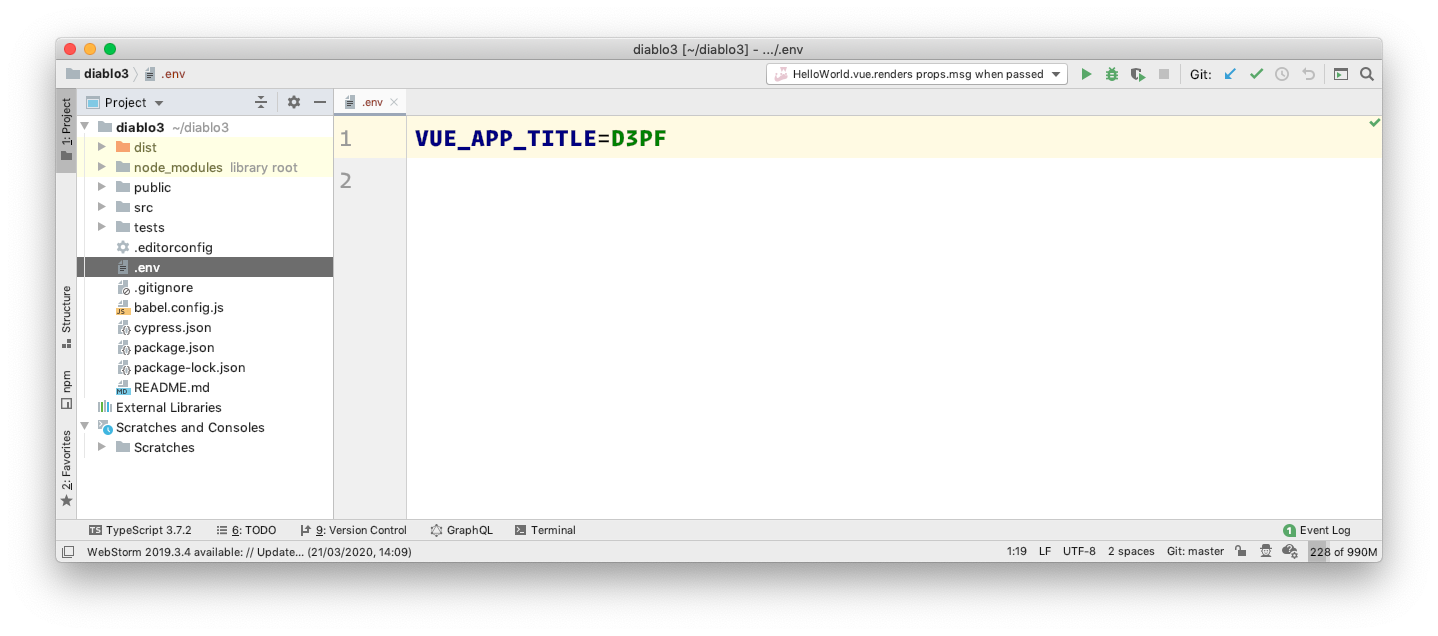 diablo3 [~/diablo3] - .../.env
diablo3 .env
HelloWorld.vue.renders props.msg when passed
Git:
1: Project
Structure
npm
2: Favorites
Project
diablo3 ~/diablo3
dist
node_modules library root
public
src
tests
.editorconfig
.env
.gitignore
babel.config.js
cypress.json
package.json
package-lock.json
README.md
External Libraries
Scratches and Consoles
Scratches
.env
1 VUE_APP_TITLE=D3PF
2
TypeScript 3.7.2 6: TODO 9: Version Control GraphQL Terminal 1 Event Log
WebStorm 2019.3.4 available: // Update... (21/03/2020, 14:09) 1:19 LF UTF-8 2 spaces Git: master 228 of 990M